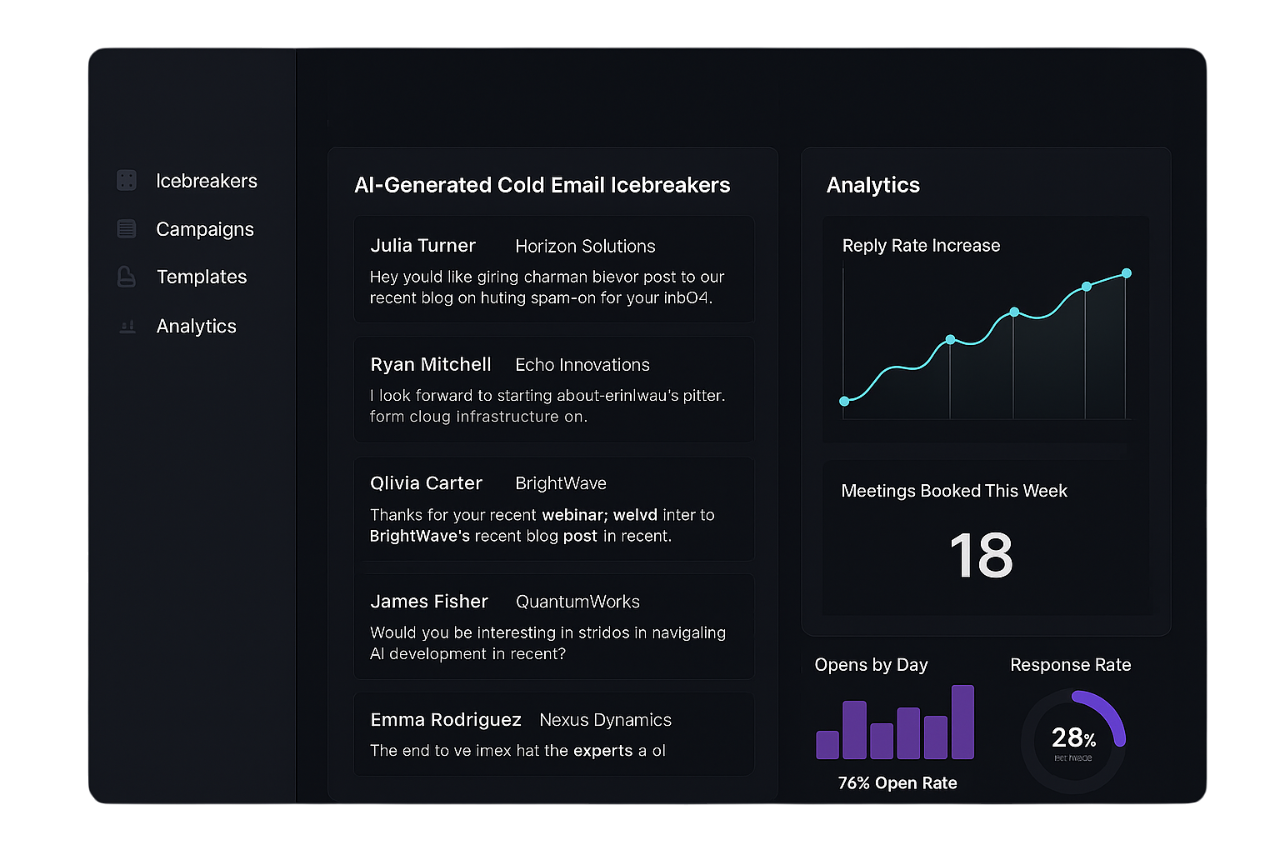 Icebreakers
Campaigns
Templates
Analytics
AI-Generated Cold Email Icebreakers
Julia Turner Horizon Solutions
Hey yould like giring charman bievor post to our
recent blog on huting spam-on for your inbO4.
Ryan Mitchell Echo Innovations
I look forward to starting about-erinlwau's pitter.
form cloug infrastructure on.
Qlivia Carter BrightWave
Thanks for your recent webinar; welvd inter to
BrightWave's recent blog post in recent.
James Fisher QuantumWorks
Would you be interesting in stridos in navigaling
AI development in recent?
Emma Rodriguez Nexus Dynamics
The end to ve imex hat the experts a ol
Analytics
Reply Rate Increase
Meetings Booked This Week
18
Opens by Day
76% Open Rate
Response Rate
28%